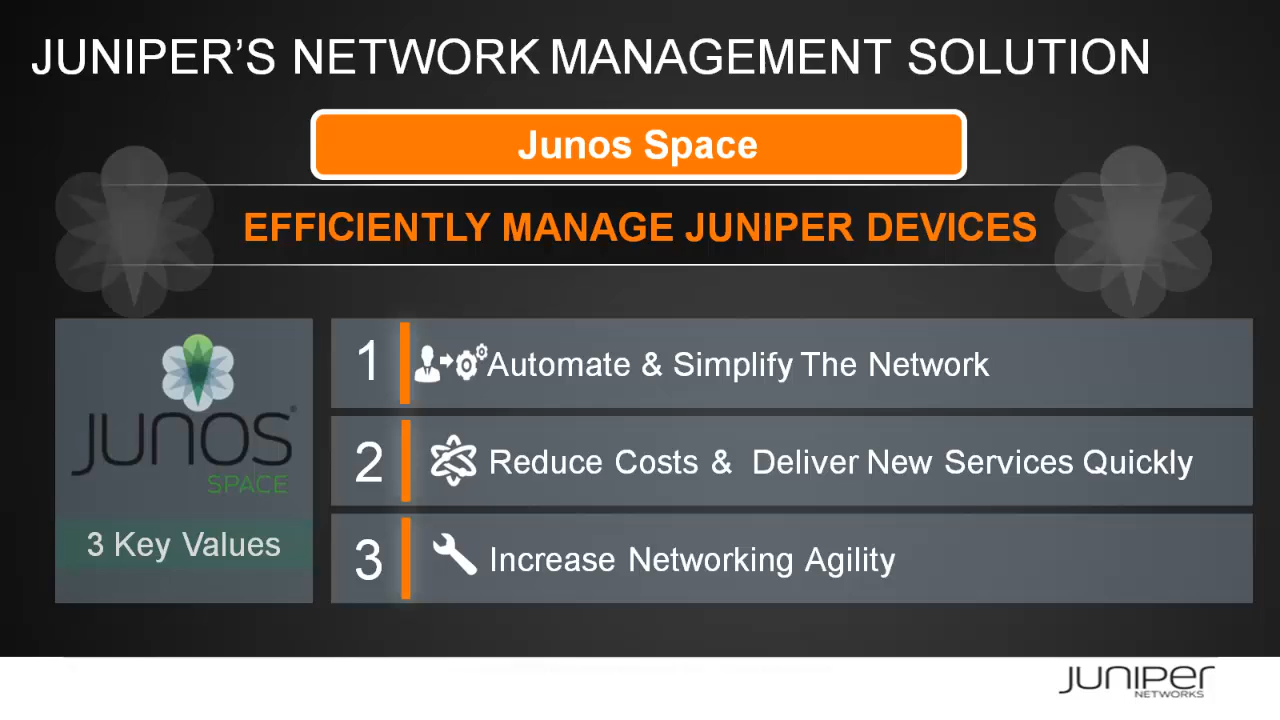 JUNIPER’S NETWORK MANAGEMENT SOLUTION
Junos Space
EFFICIENTLY MANAGE JUNIPER DEVICES
JUNOS®
SPACE
3 Key Values
1 Automate & Simplify The Network
2 Reduce Costs & Deliver New Services Quickly
3 Increase Networking Agility
JUNIPER
NETWORKS